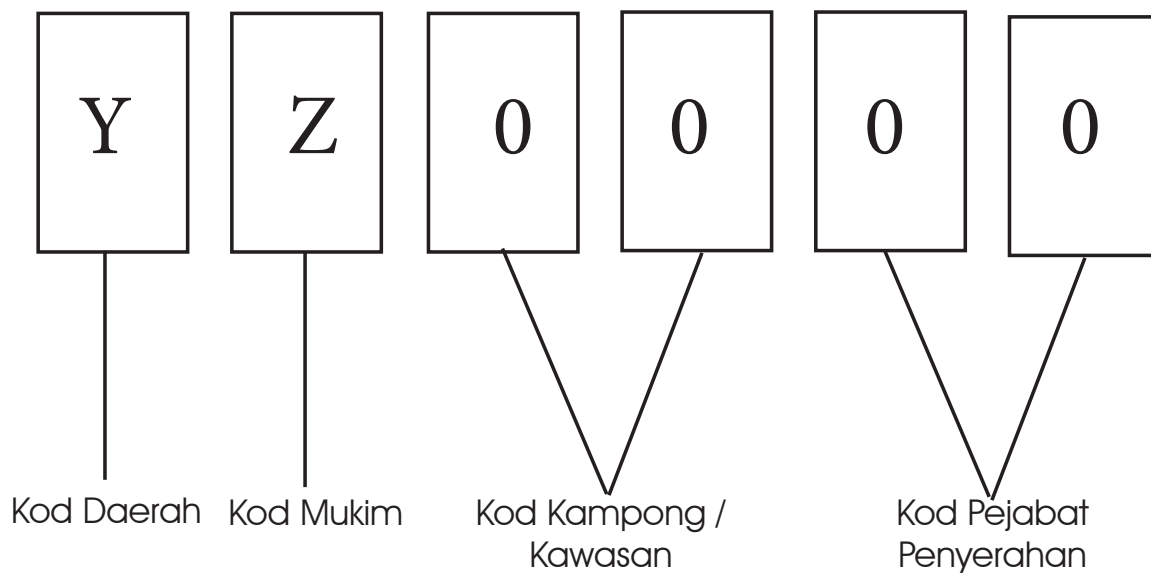 Y Z 0 0 0 0
Kod Daerah Kod Mukim Kod Kampong / Kod Pejabat
Kawasan Penyerahan